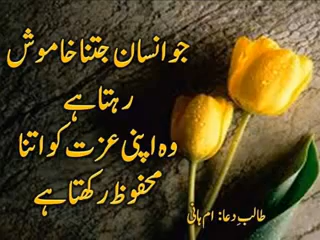 جو انسان جتنا خاموش
رہتا ہے
وہ اپنی عزت کو اتنا
محفوظ رکھتا ہے
طالبِ دعا: ام ہانی